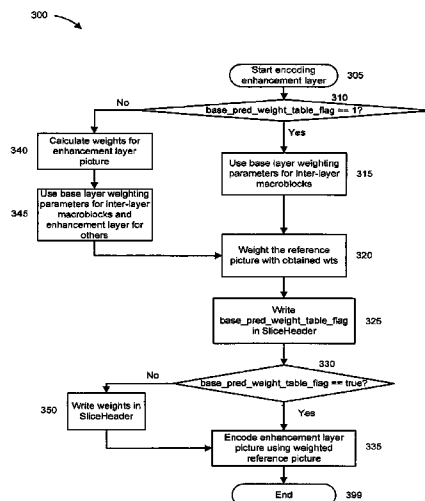 300
Start encoding
enhancement layer
305
310
base_pred_weight_table_flag == 1?
No
Yes
340
Calculate weights for
enhancement layer
picture
Use base layer weighting
parameters for inter-layer
macroblocks
315
345
Use base layer weighting
parameters for inter-layer
macroblocks and
enhancement layer for
others
Weight the reference
picture with obtained wts
320
Write
base_pred_weight_table_flag
in SliceHeader
325
330
No
base_pred_weight_table_flag == true?
Yes
350
Write weights in
SliceHeader
Encode enhancement layer
picture using weighted
reference picture
335
End
399